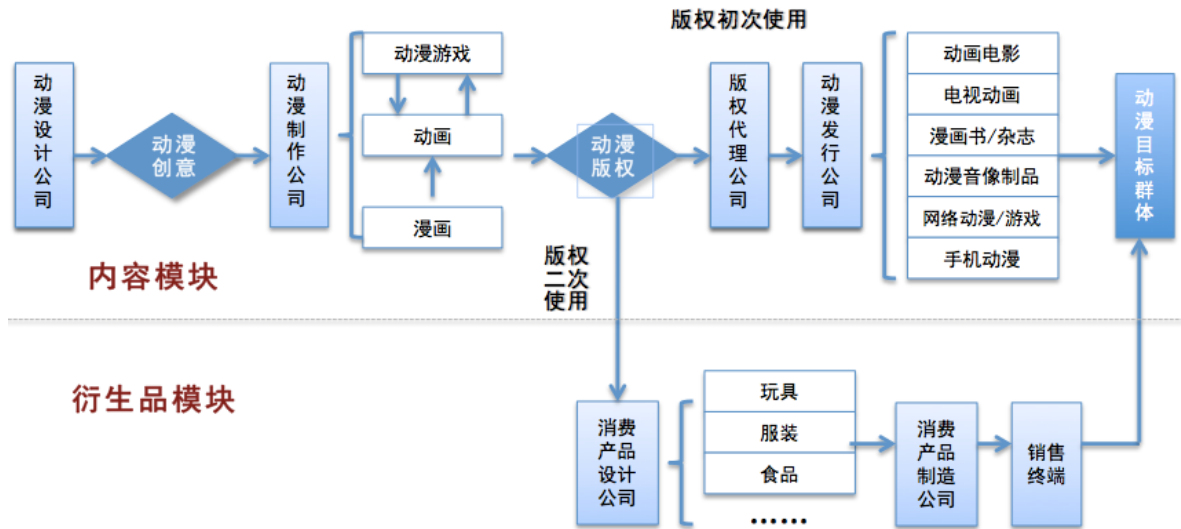 版权初次使用
动漫设计公司
动漫
创意
动漫制作公司
动漫游戏
动画
漫画
动漫
版权
版权代理公司
动漫发行公司
动画电影
电视动画
漫画书/杂志
动漫音像制品
网络动漫/游戏
手机动漫
动漫目标群体
内容模块
版权
二次
使用
衍生品模块
消费
产品
设计
公司
玩具
服装
食品
······
消费
产品
制造
公司
销售
终端